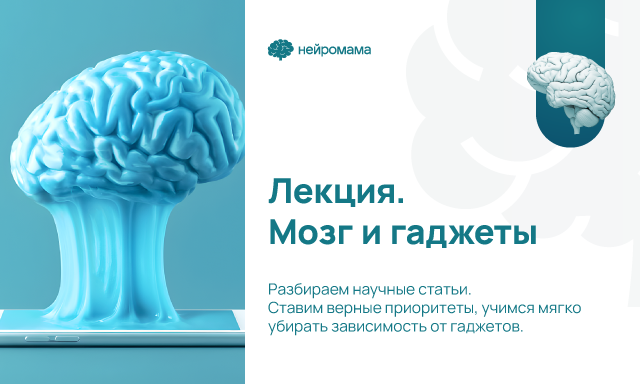 нейромама
Лекция.
Мозг и гаджеты
Разбираем научные статьи.
Ставим верные приоритеты, учимся мягко
убирать зависимость от гаджетов.